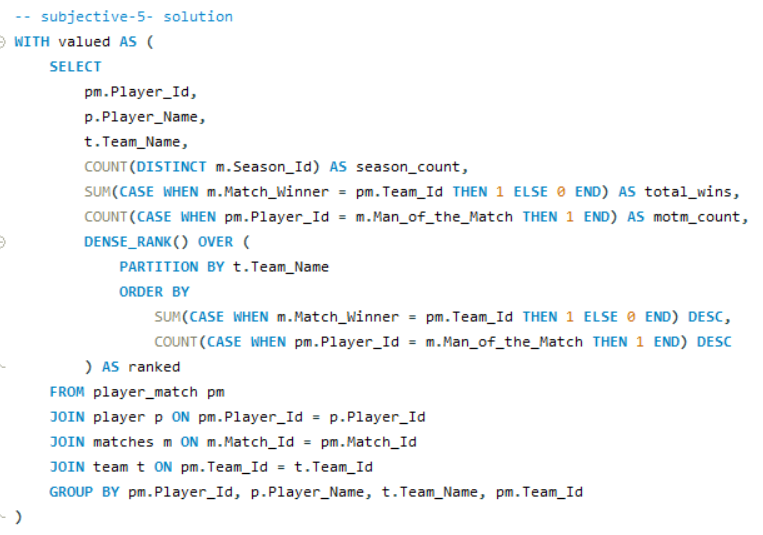 -- subjective-5- solution
WITH valued AS (
SELECT
pm.Player_Id,
p.Player_Name,
t.Team_Name,
COUNT(DISTINCT m.Season_Id) AS season_count,
SUM(CASE WHEN m.Match_Winner = pm.Team_Id THEN 1 ELSE 0 END) AS total_wins,
COUNT(CASE WHEN pm.Player_Id = m.Man_of_the_Match THEN 1 END) AS motm_count,
DENSE_RANK() OVER (
PARTITION BY t.Team_Name
ORDER BY
SUM(CASE WHEN m.Match_Winner = pm.Team_Id THEN 1 ELSE 0 END) DESC,
COUNT(CASE WHEN pm.Player_Id = m.Man_of_the_Match THEN 1 END) DESC
) AS ranked
FROM player_match pm
JOIN player p ON pm.Player_Id = p.Player_Id
JOIN matches m ON m.Match_Id = pm.Match_Id
JOIN team t ON pm.Team_Id = t.Team_Id
GROUP BY pm.Player_Id, p.Player_Name, t.Team_Name, pm.Team_Id
)